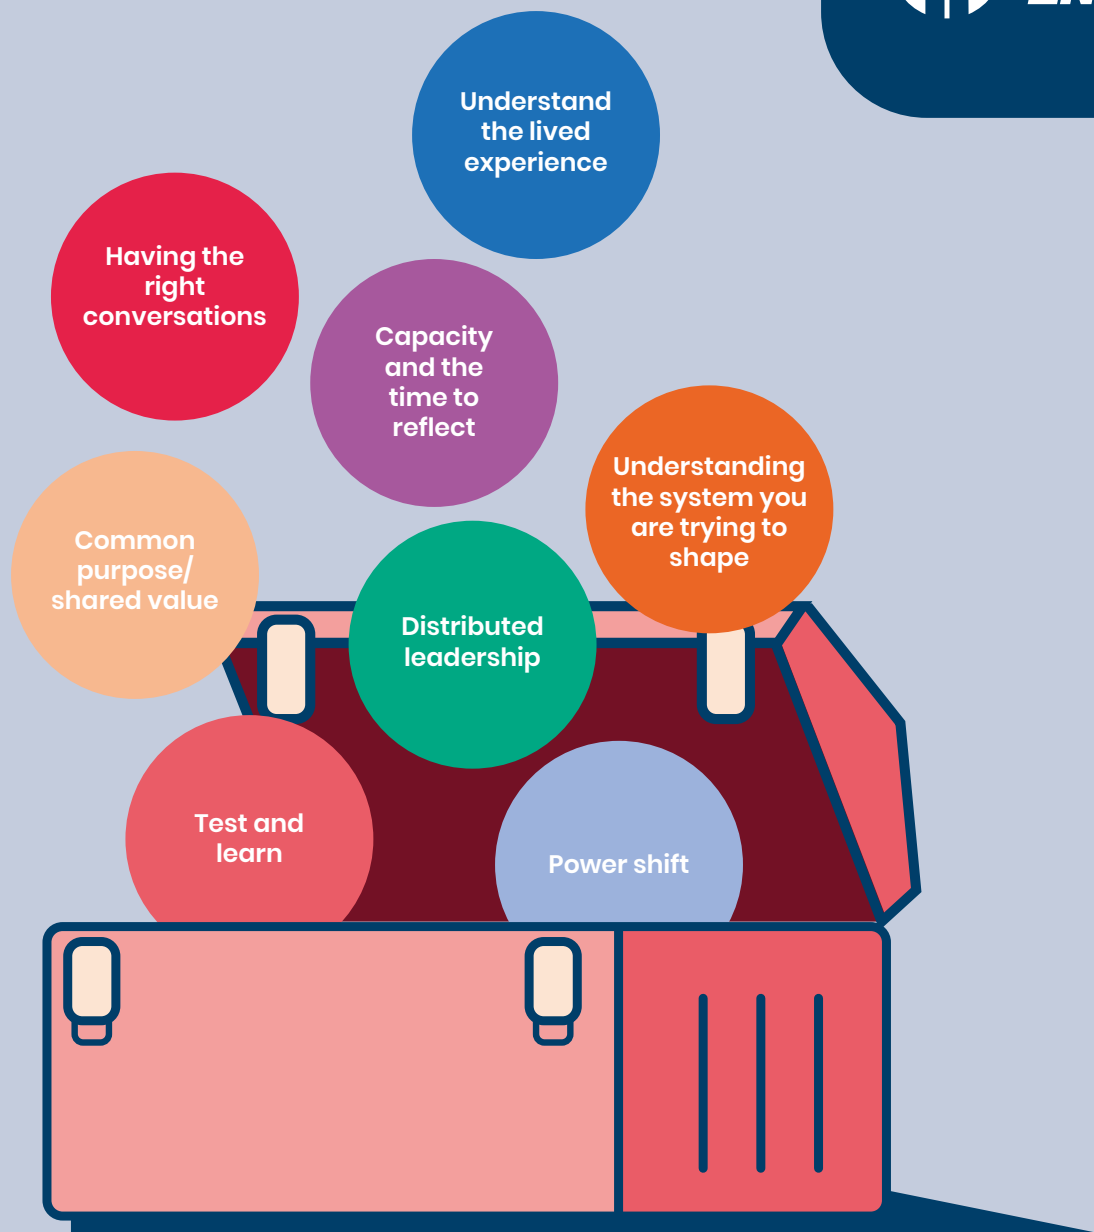 Understand
the lived
experience
Having the
right
conversations
Capacity
and the
time to
reflect
Understanding
the system you
are trying to
shape
Common
purpose/
shared value
Distributed
leadership
Test and
learn
Power shift